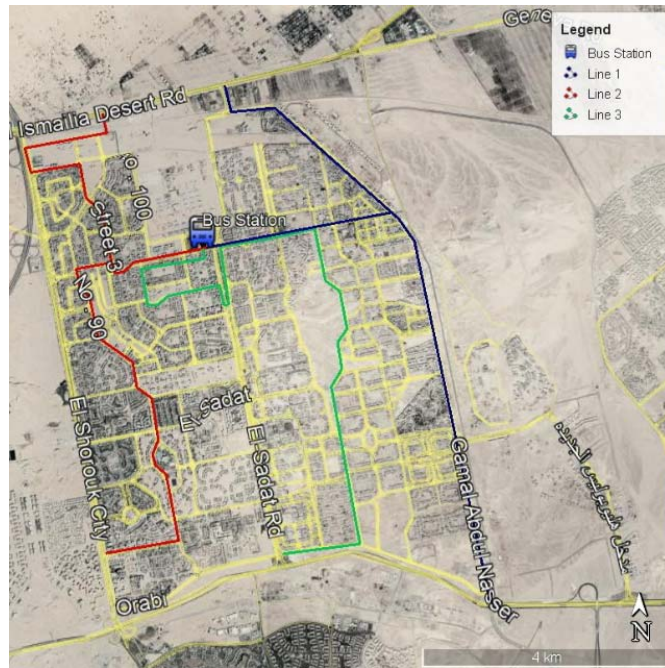 Legend
Bus Station
Line 1
Line 2
Line 3
Ismailia Desert Rd
No. 100
Street 3
Bus Station
No. 90
El Sadat
El-Shorouk City
El-Sadat Rd
Gamal Abdul Nasser
Orabi
N
4 km